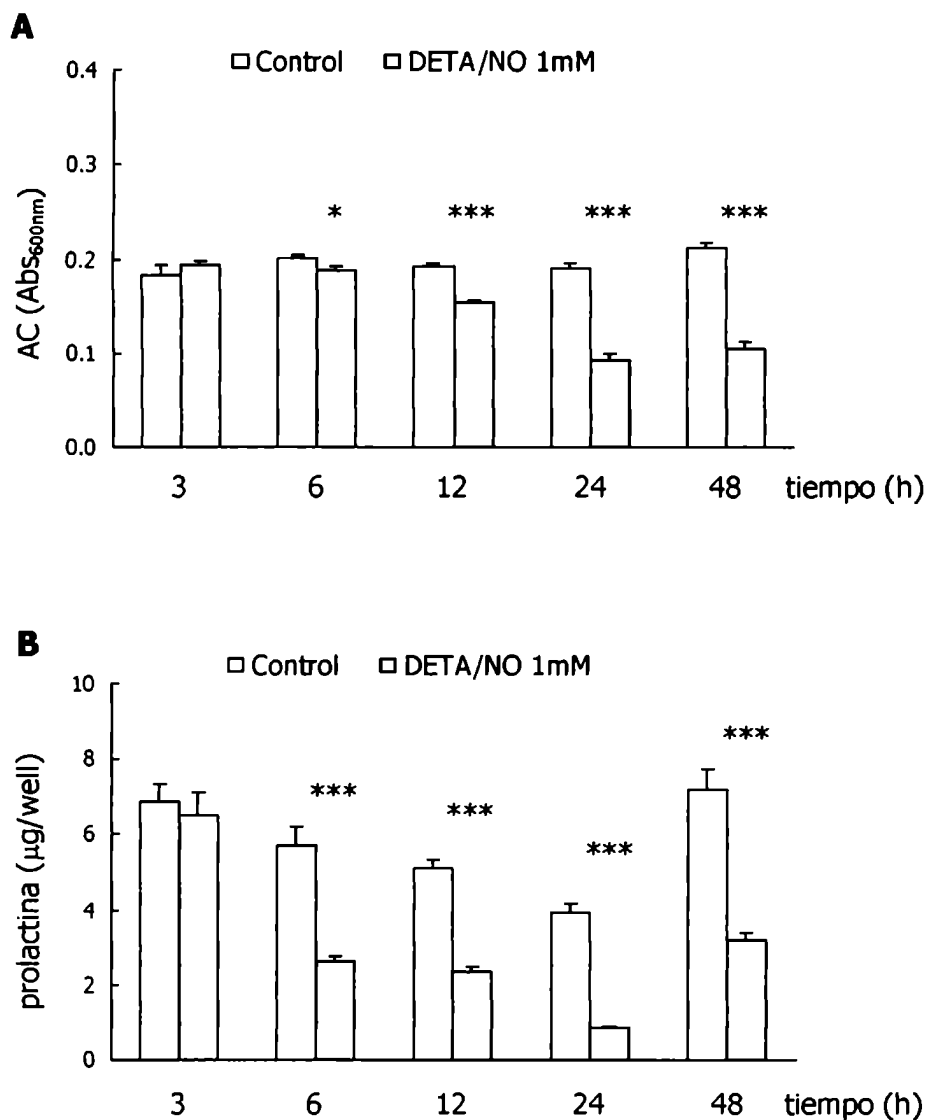 A
Control DETA/NO 1mM
0.4
0.3
0.2
0.1
0.0
AC (Abs600nm)
* *** *** ***
3 6 12 24 48 tiempo (h)
B
Control DETA/NO 1mM
10
8
6
4
2
0
prolactina (µg/well)
*** *** *** ***
3 6 12 24 48 tiempo (h)